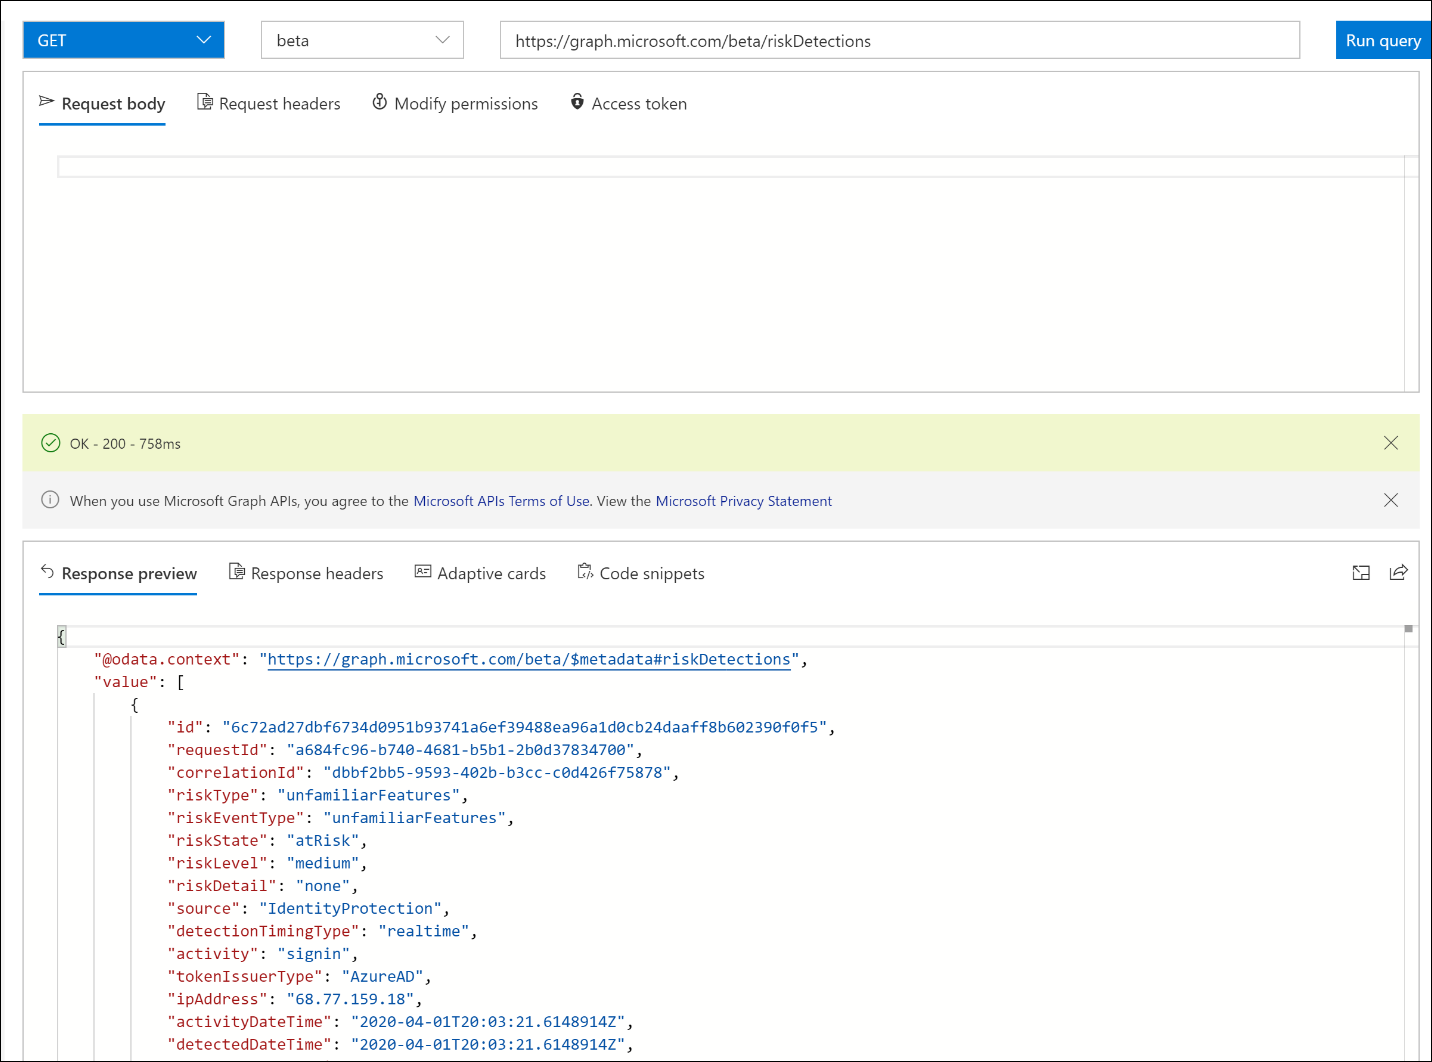 GET beta https://graph.microsoft.com/beta/riskDetections Run query
Request body Request headers Modify permissions Access token
OK - 200 - 758ms
When you use Microsoft Graph APIs, you agree to the Microsoft APIs Terms of Use. View the Microsoft Privacy Statement
Response preview Response headers Adaptive cards Code snippets
{
"@odata.context": "https://graph.microsoft.com/beta/$metadata#riskDetections",
"value": [
{
"id": "6c72ad27dbf6734d0951b93741a6ef39488ea96a1d0cb24daaff8b602390f0f5",
"requestId": "a684fc96-b740-4681-b5b1-2b0d37834700",
"correlationId": "dbbf2bb5-9593-402b-b3cc-c0d426f75878",
"riskType": "unfamiliarFeatures",
"riskEventType": "unfamiliarFeatures",
"riskState": "atRisk",
"riskLevel": "medium",
"riskDetail": "none",
"source": "IdentityProtection",
"detectionTimingType": "realtime",
"activity": "signin",
"tokenIssuerType": "AzureAD",
"ipAddress": "68.77.159.18",
"activityDateTime": "2020-04-01T20:03:21.6148914Z",
"detectedDateTime": "2020-04-01T20:03:21.6148914Z",